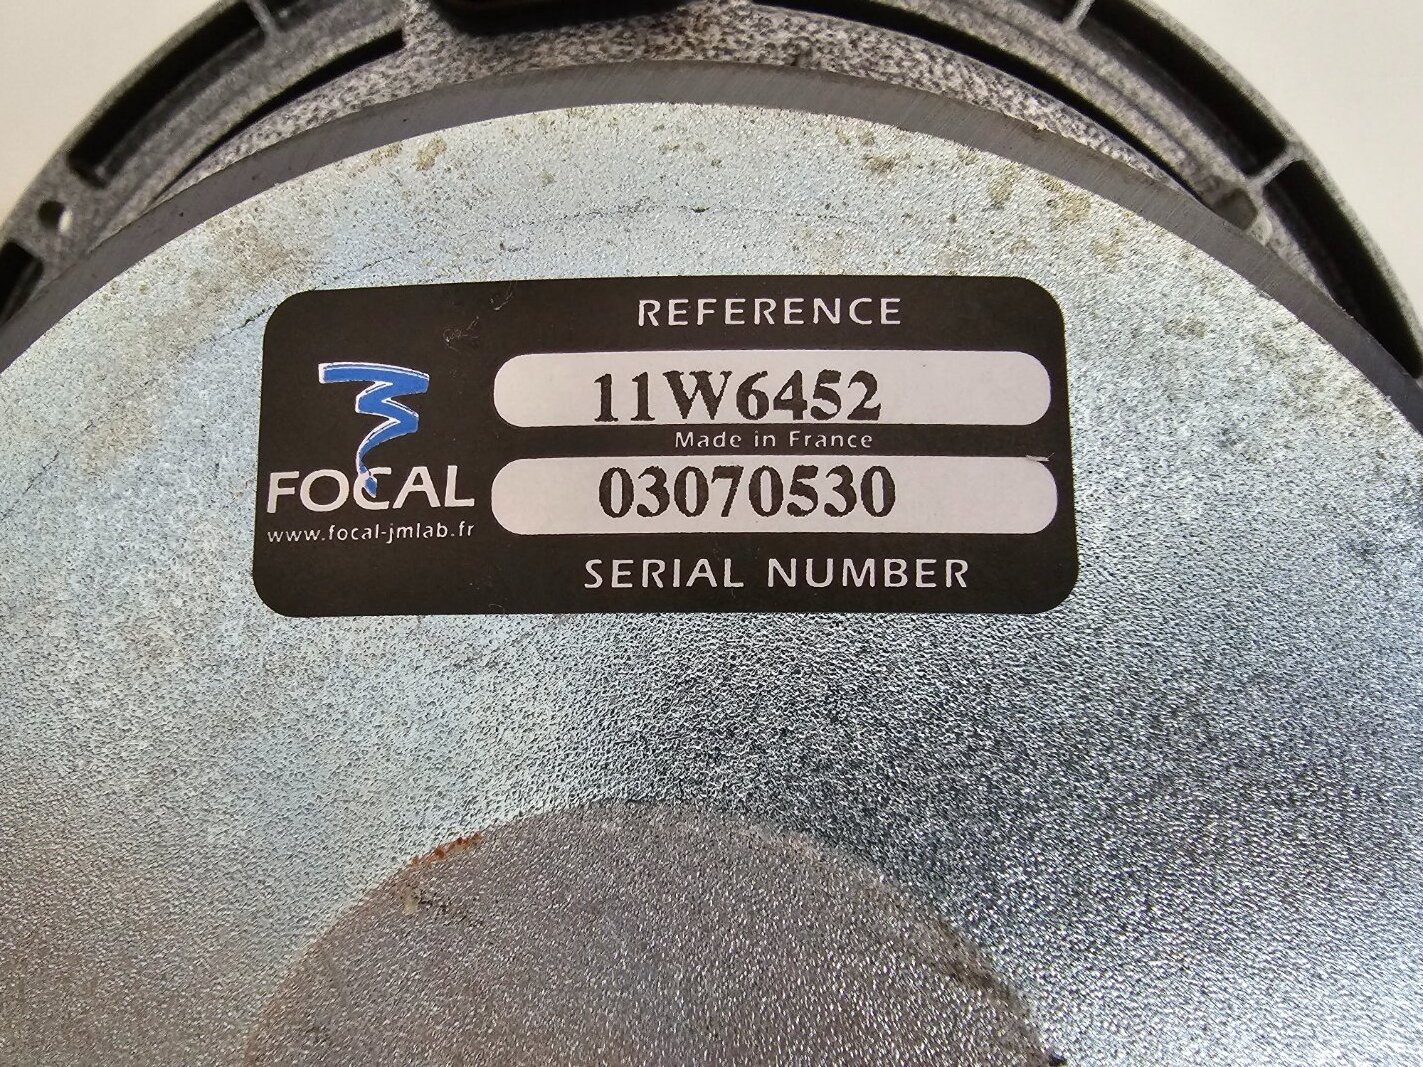 REFERENCE
11W6452
Made in France
FOCAL
www.focal-jmlab.fr
03070530
SERIAL NUMBER